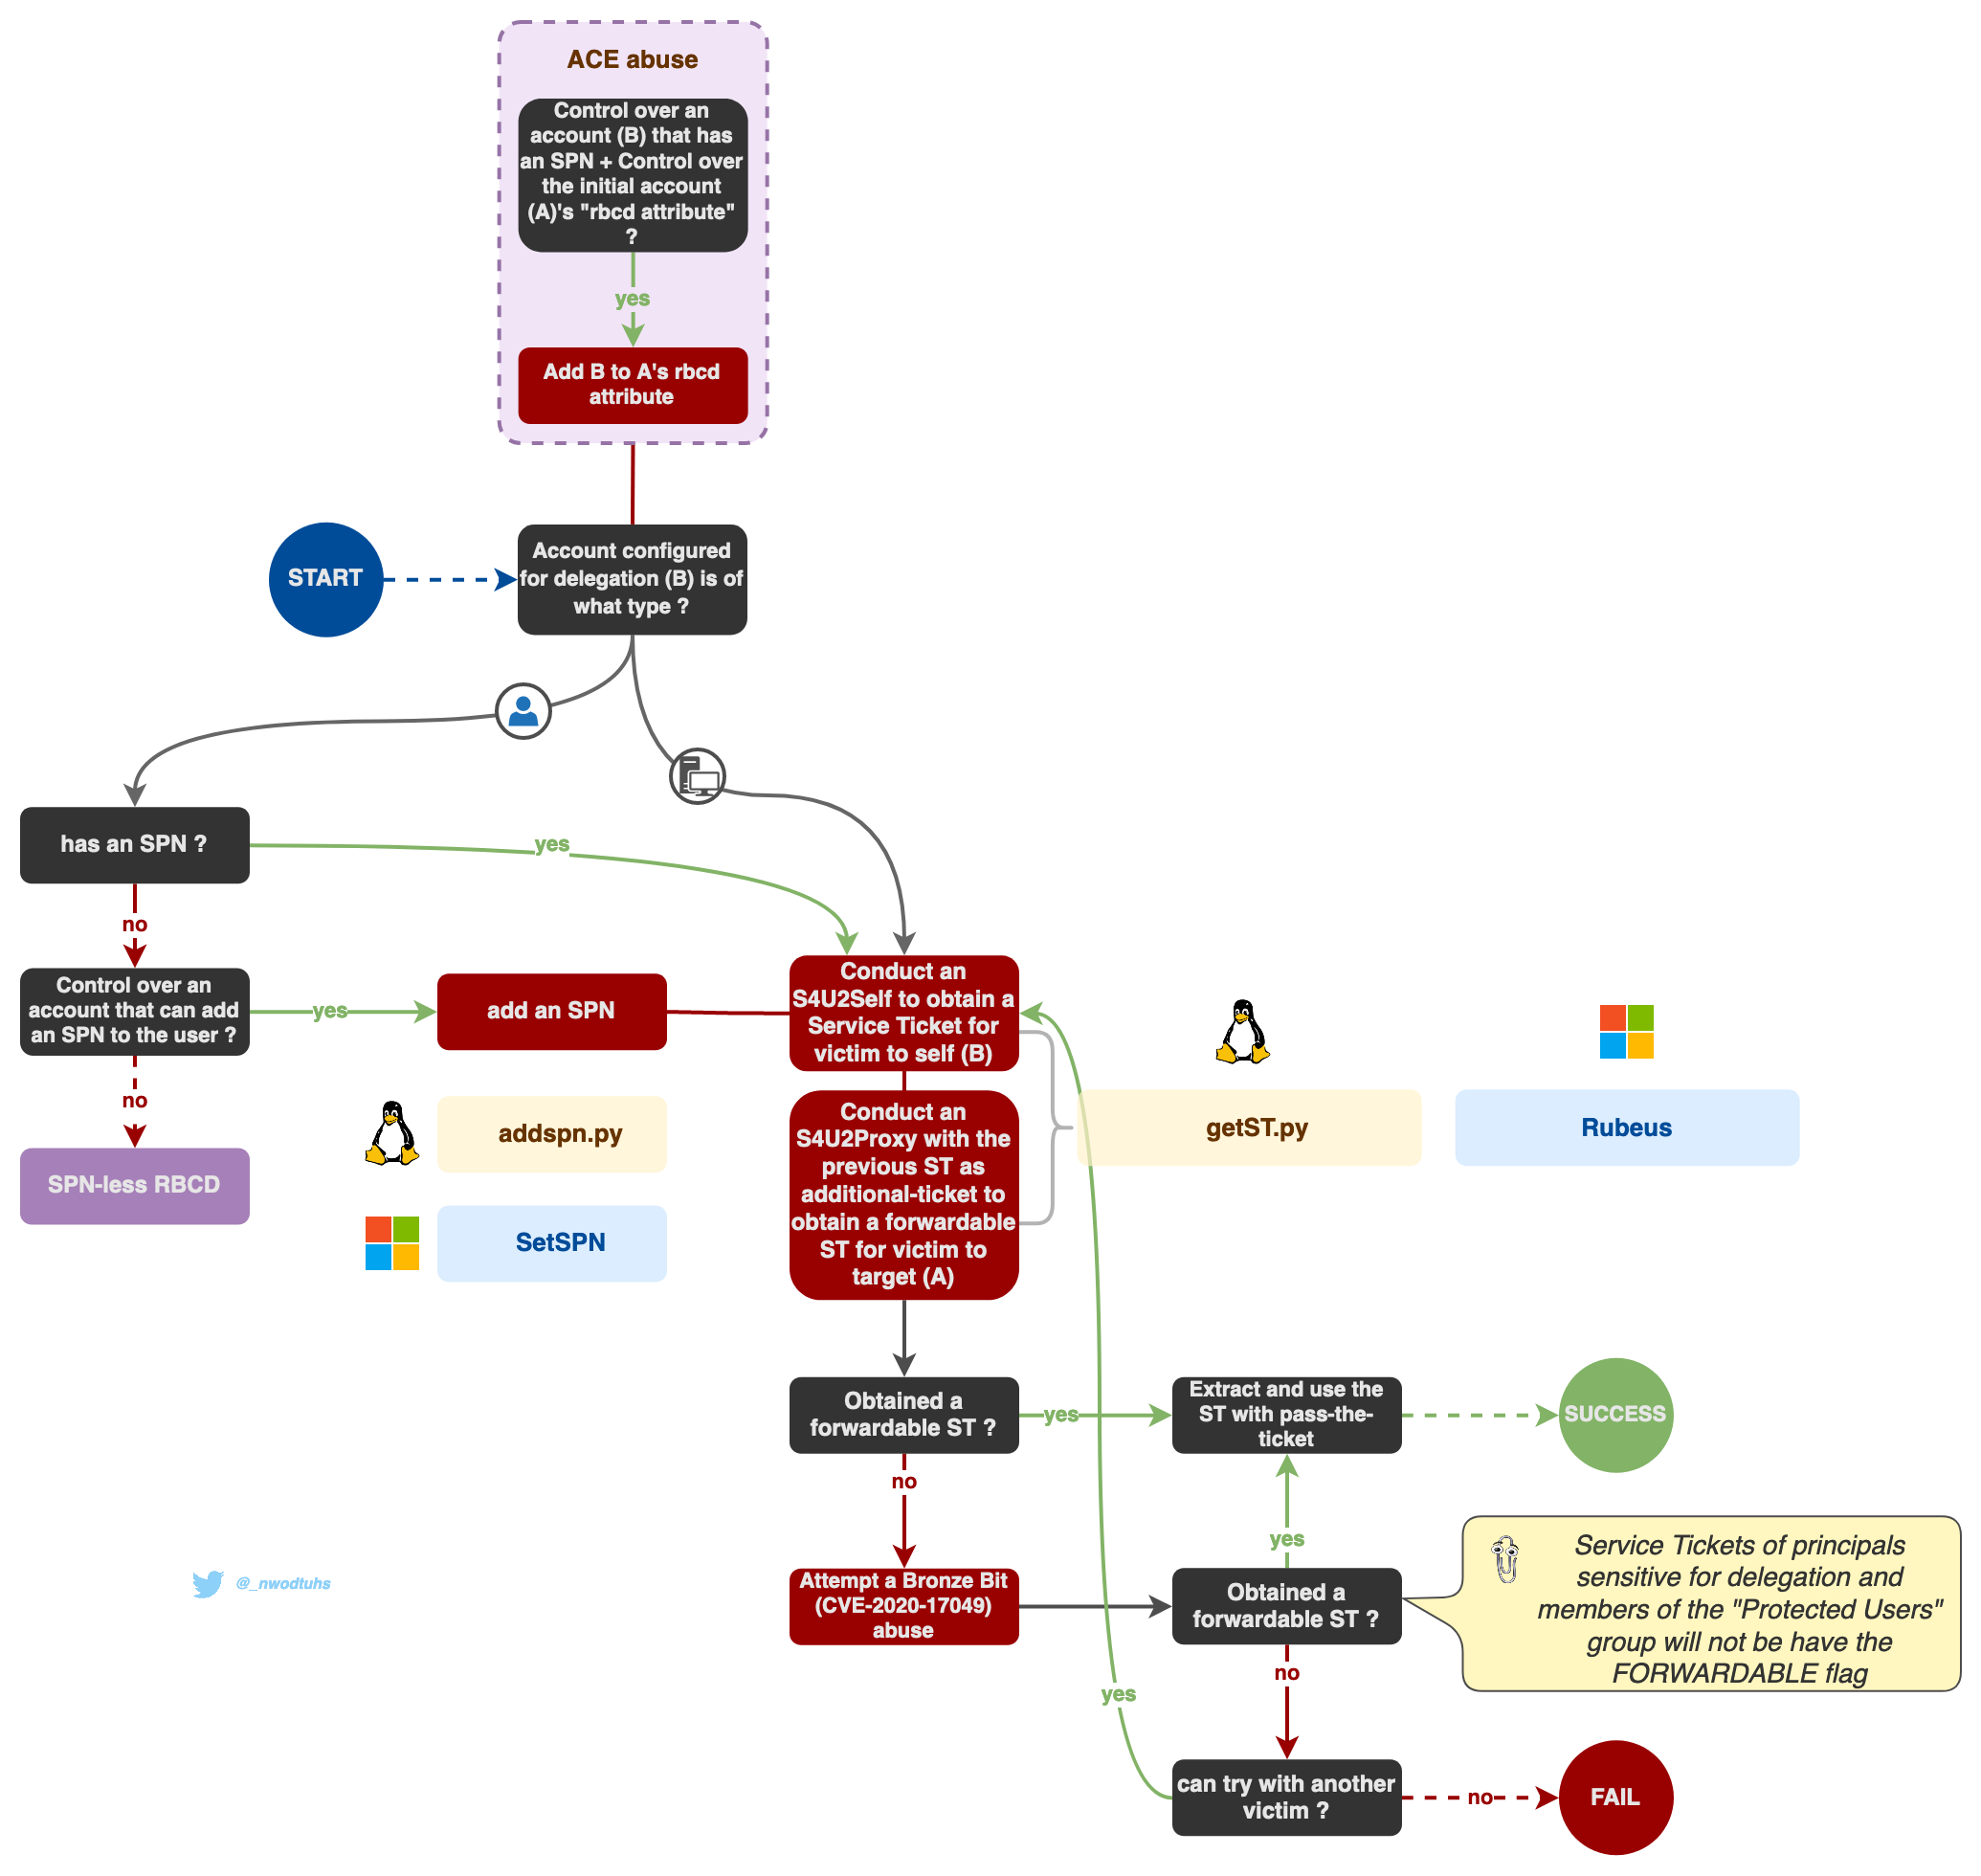 ACE abuse
Control over an
account (B) that has
an SPN + Control over
the initial account
(A)'s "rbcd attribute"
?
yes
Add B to A's rbcd
attribute
START
Account configured
for delegation (B) is of
what type ?
has an SPN ?
yes
no
Control over an
account that can add
an SPN to the user ?
yes
add an SPN
no
SPN-less RBCD
addspn.py
SetSPN
Conduct an
S4U2Self to obtain a
Service Ticket for
victim to self (B)
Conduct an
S4U2Proxy with the
previous ST as
additional-ticket to
obtain a forwardable
ST for victim to
target (A)
getST.py
Rubeus
Obtained a
forwardable ST ?
yes
Extract and use the
ST with pass-the-
ticket
SUCCESS
no
yes
Attempt a Bronze Bit
(CVE-2020-17049)
abuse
Obtained a
forwardable ST ?
Service Tickets of principals
sensitive for delegation and
members of the "Protected Users"
group will not be have the
FORWARDABLE flag
@_nwodtuhs
no
yes
can try with another
victim ?
no
FAIL